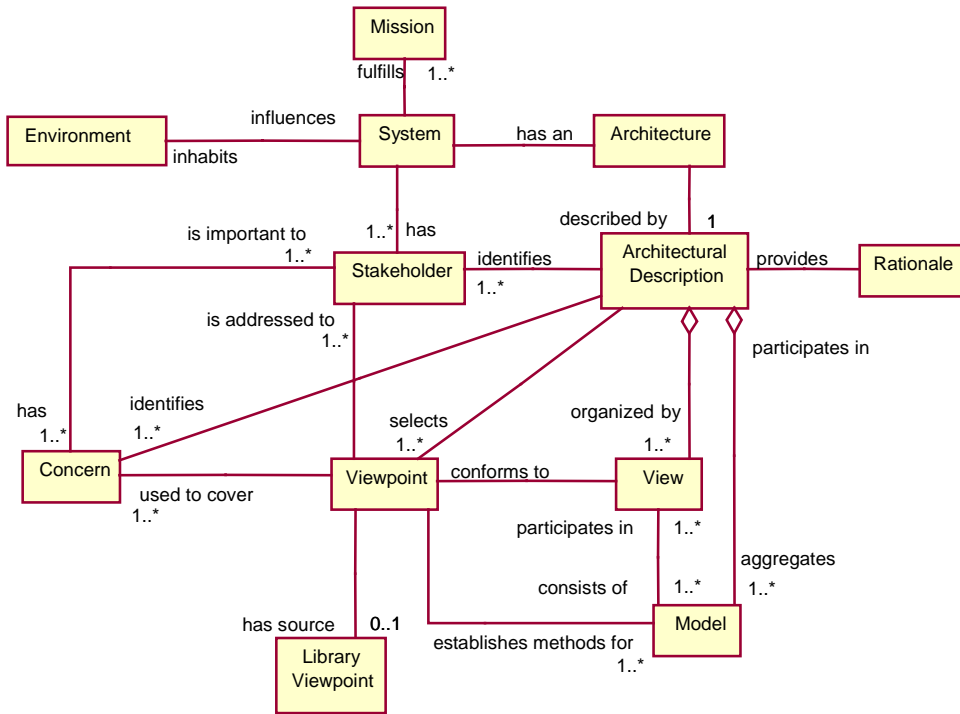 Mission
fulfills
1..*
influences
Environment
System
has an
Architecture
inhabits
1..*
has
described by
1
is important to
1..*
Stakeholder
identifies
1..*
Architectural
Description
provides
Rationale
is addressed to
1..*
participates in
has
1..*
identifies
1..*
selects
1..*
organized by
1..*
Concern
Viewpoint
conforms to
View
used to cover
1..*
participates in
1..*
consists of
1..*
aggregates
1..*
has source
0..1
establishes methods for
1..*
Model
Library
Viewpoint